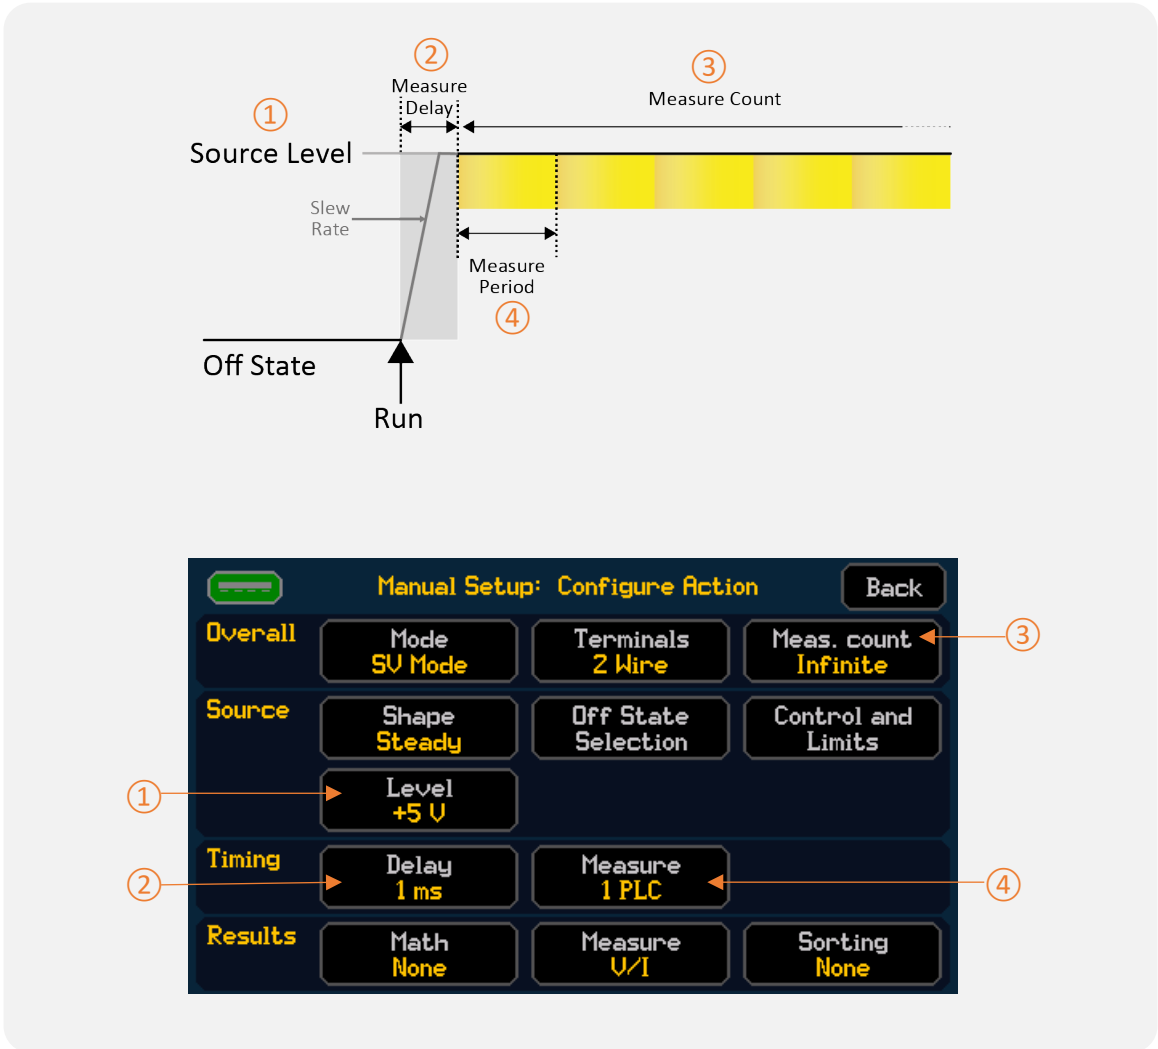 ②
Measure
Delay
③
Measure Count
①
Source Level
Slew
Rate
Measure
Period
④
Off State
Run
Manual Setup: Configure Action
Back
Overall
Mode
SV Mode
Terminals
2 Wire
Meas. count
Infinite
③
Source
Shape
Steady
Off State
Selection
Control and
Limits
①
Level
+5 V
Timing
②
Delay
1 ms
Measure
1 PLC
④
Results
Math
None
Measure
V/I
Sorting
None